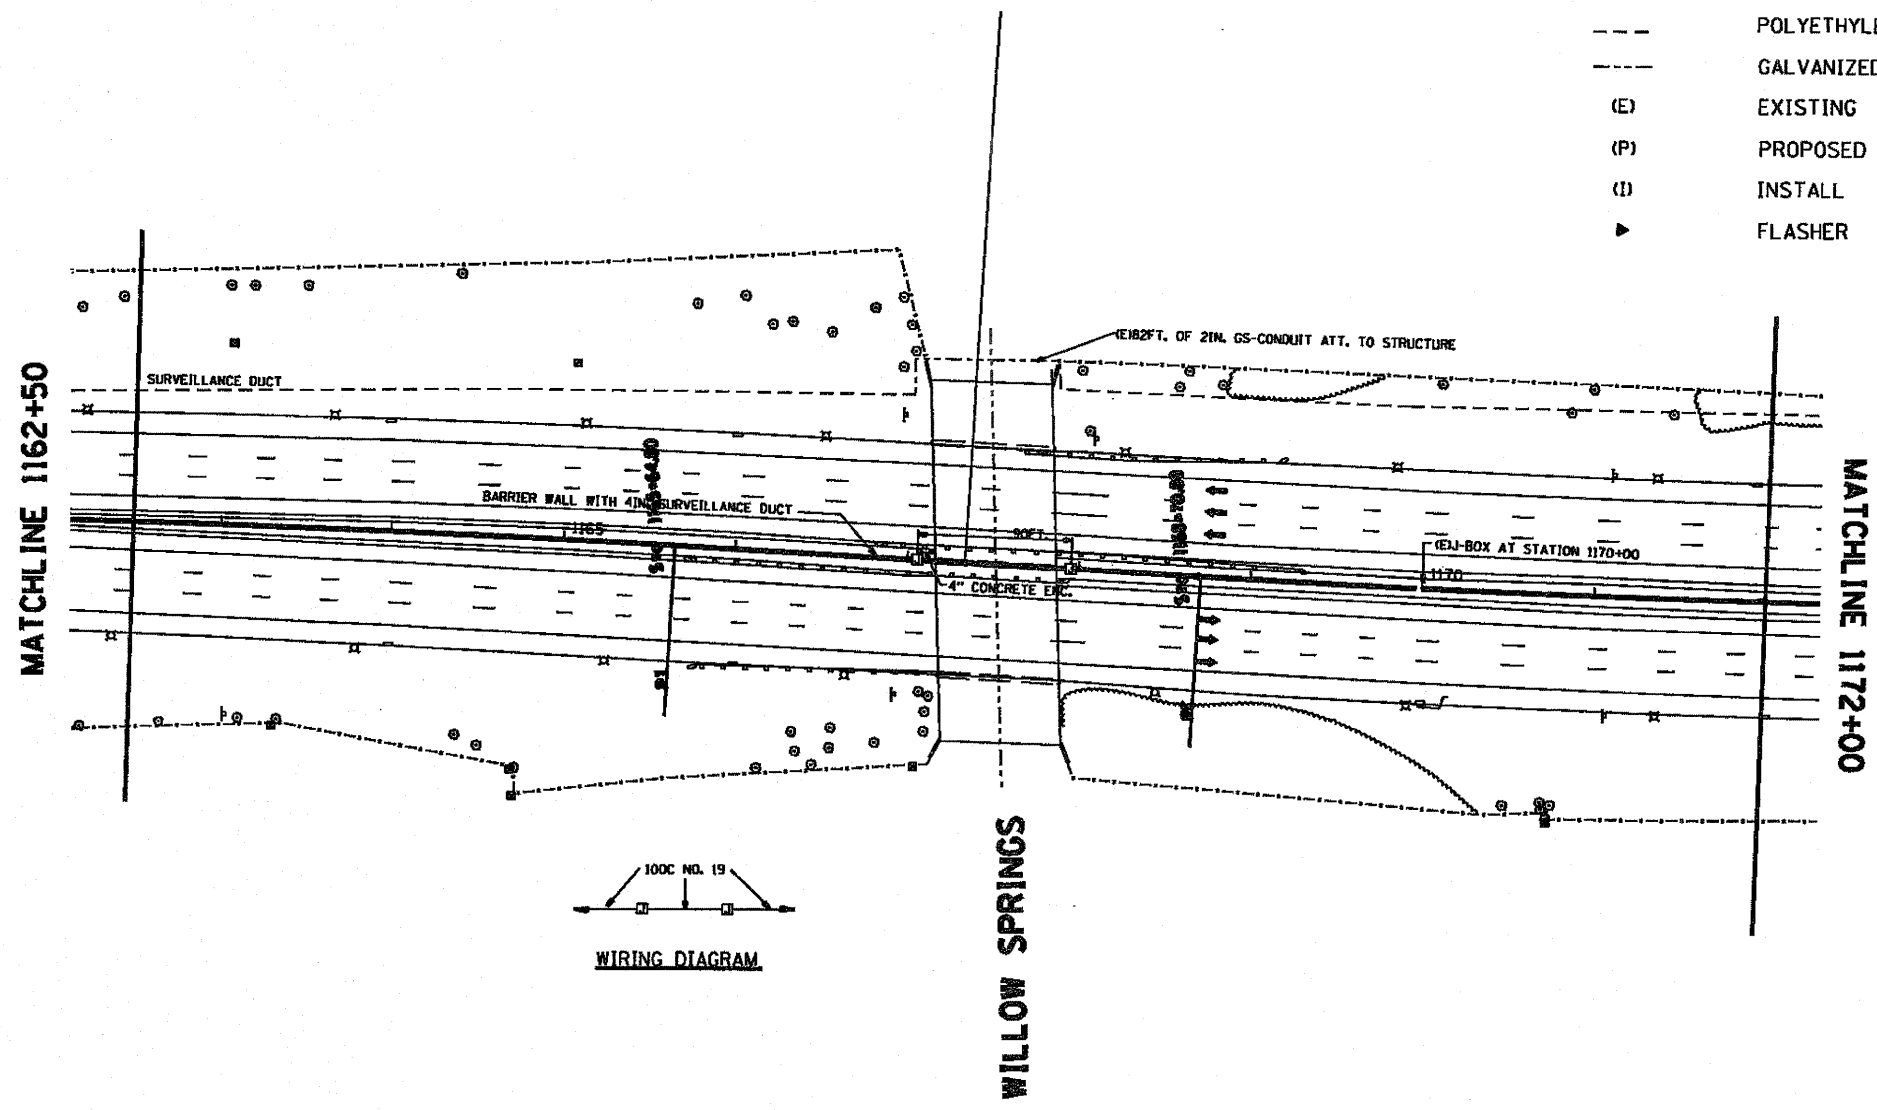 POLYETHYLE
GALVANIZED
(E) EXISTING
(P) PROPOSED
(I) INSTALL
FLASHER
MATCHLINE 1162+50
(E)82FT. OF 2IN. GS-CONDUIT ATT. TO STRUCTURE
SURVEILLANCE DUCT
BARRIER WALL WITH 4IN. SURVEILLANCE DUCT
1165
90FT.
(E)J-BOX AT STATION 1170+00
1170
4" CONCRETE ENC.
MATCHLINE 1172+00
100C NO. 19
J J
WIRING DIAGRAM
WILLOW SPRINGS